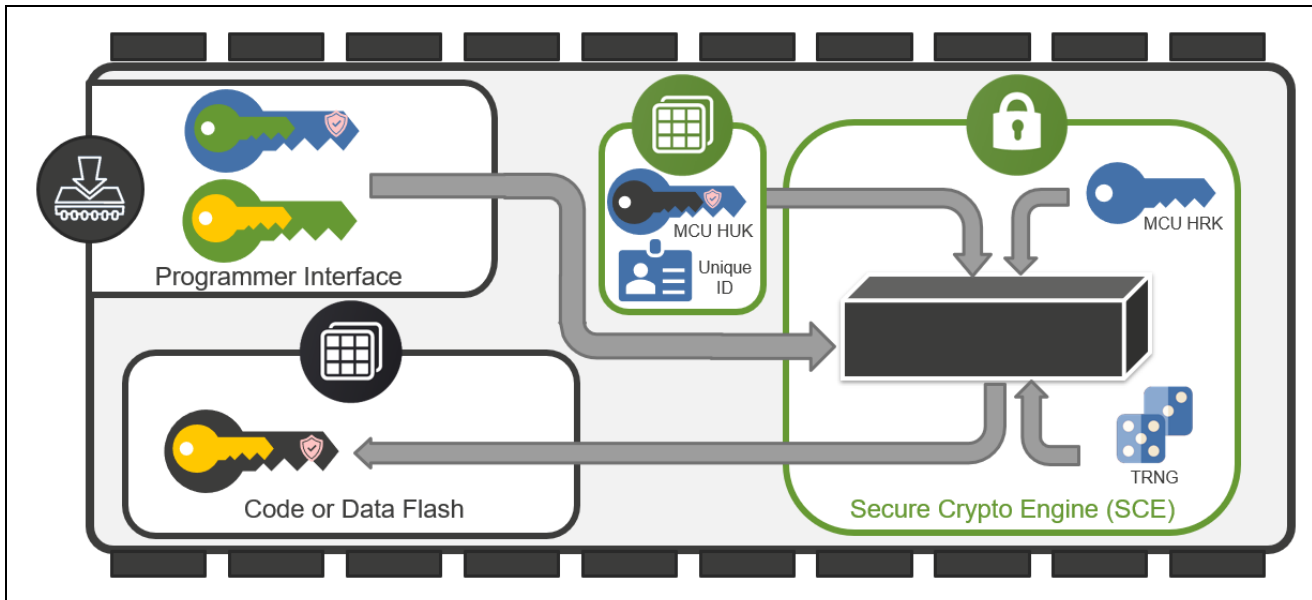 Programmer Interface
MCU HUK
Unique
ID
MCU HRK
Code or Data Flash
TRNG
Secure Crypto Engine (SCE)